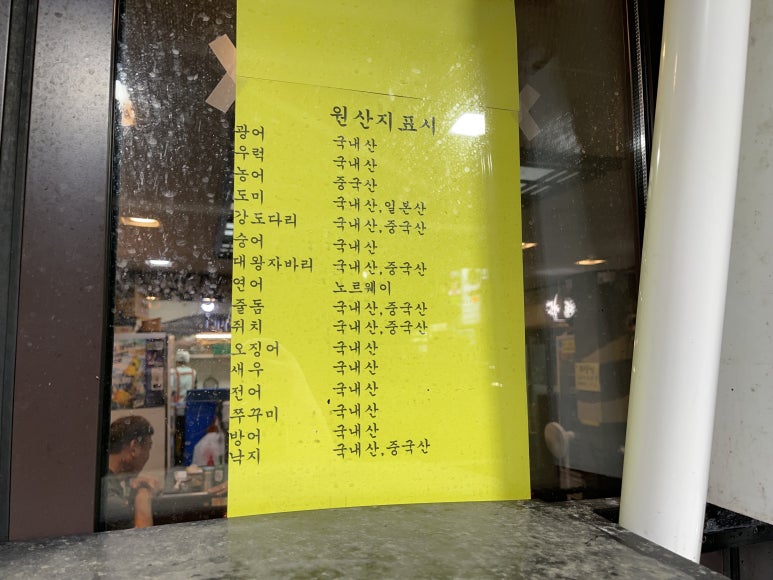 원산지표시
광어 국내산
우럭 국내산
농어 중국산
도미 국내산,일본산
강도다리 국내산,중국산
숭어 국내산
대왕자바리 국내산,중국산
연어 노르웨이
줄돔 국내산,중국산
쥐치 국내산,중국산
오징어 국내산
새우 국내산
전어 국내산
쭈꾸미 국내산
방어 국내산
낙지 국내산,중국산